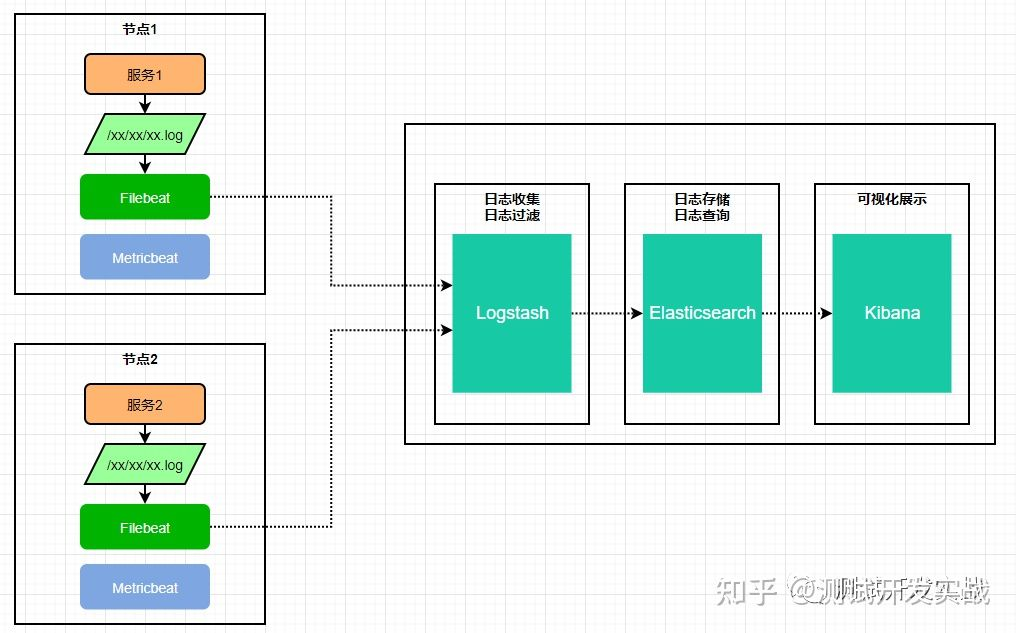 节点1
服务1
/xx/xx/xx.log
Filebeat
Metricbeat
节点2
服务2
/xx/xx/xx.log
Filebeat
Metricbeat
日志收集
日志过滤
Logstash
日志存储
日志查询
Elasticsearch
可视化展示
Kibana
知乎 @测试开发实战